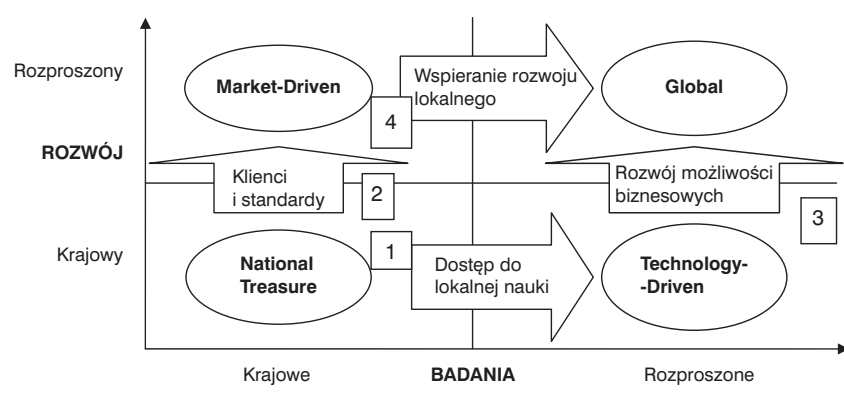 Rozproszony
Market-Driven
4
Wspieranie rozwoju
lokalnego
Global
ROZWÓJ
Klienci
i standardy
2
Rozwój możliwości
biznesowych
3
Krajowy
National
Treasure
1
Dostęp do
lokalnej nauki
Technology-
-Driven
Krajowe
BADANIA
Rozproszone